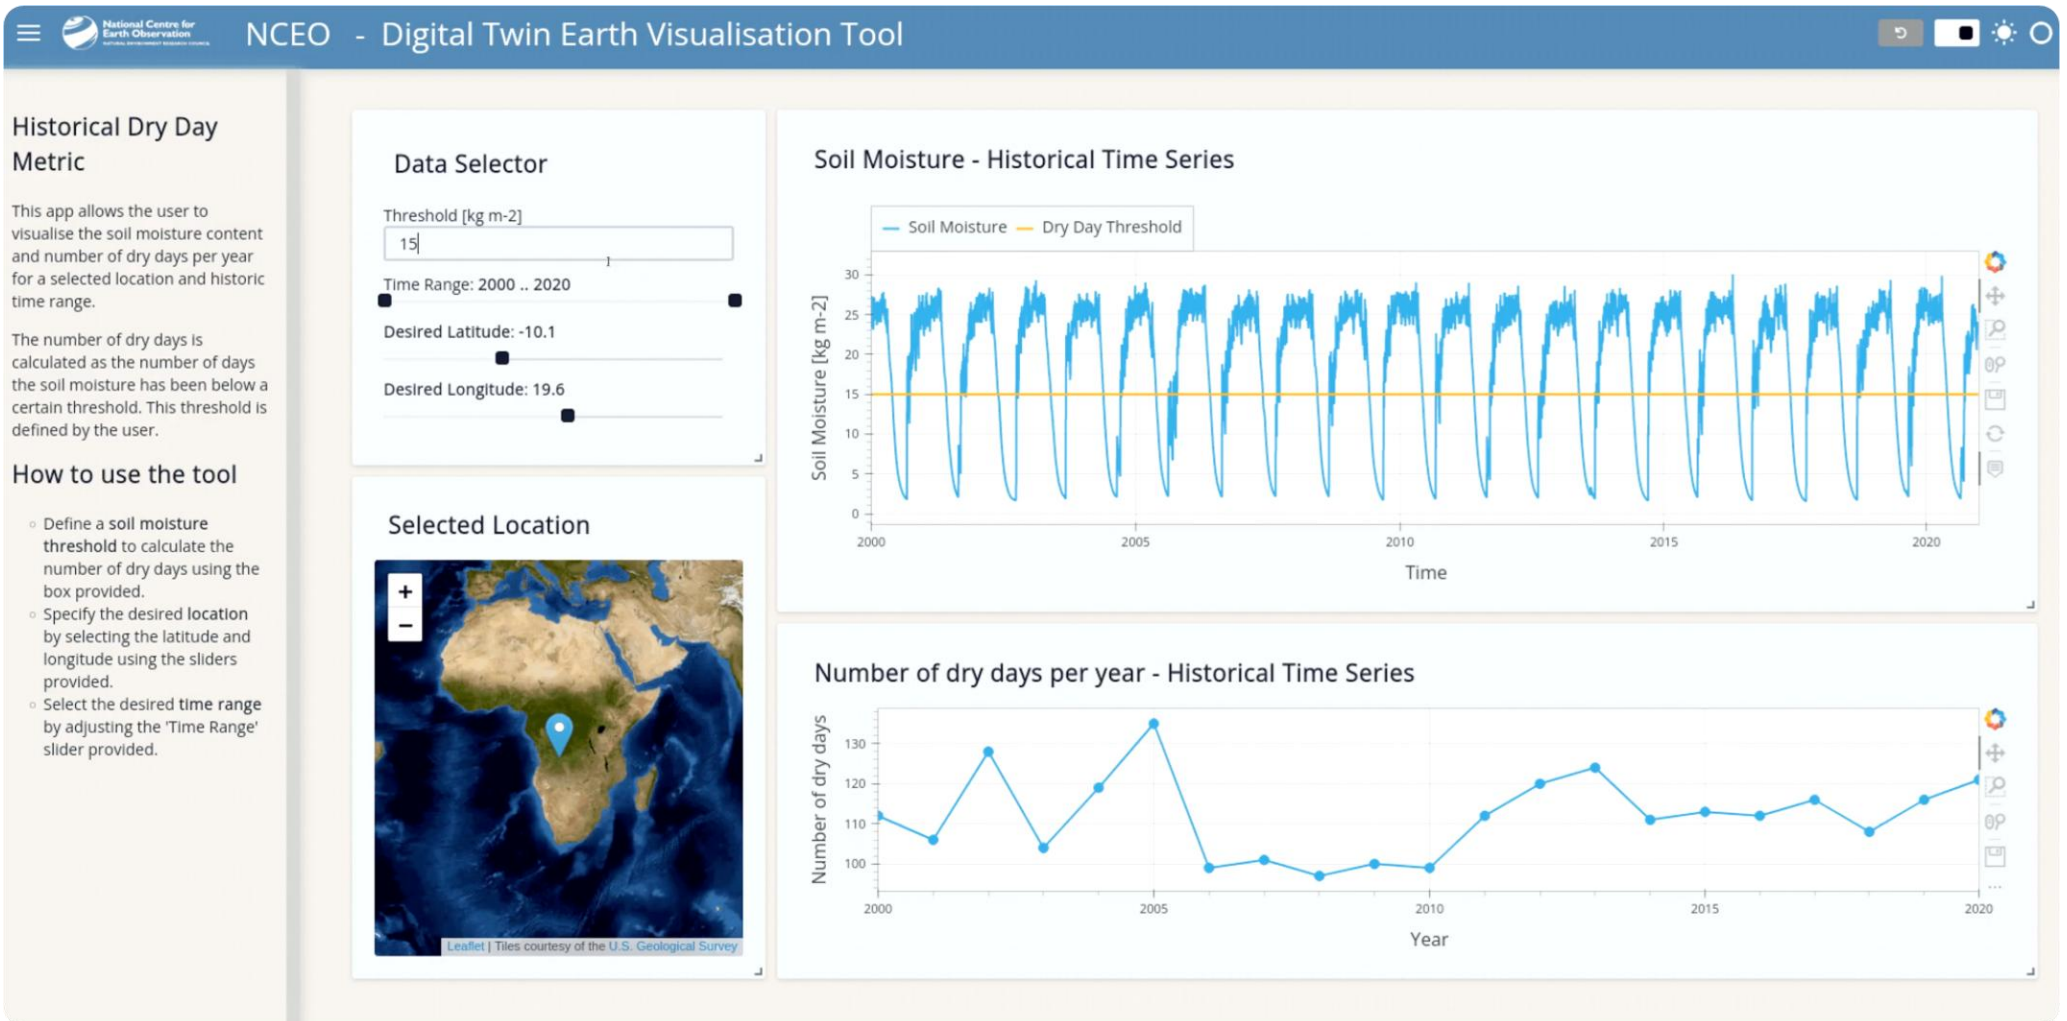 National Centre for
Earth Observation
NATURAL ENVIRONMENT RESEARCH COUNCIL
NCEO - Digital Twin Earth Visualisation Tool
Historical Dry Day
Metric
This app allows the user to
visualise the soil moisture content
and number of dry days per year
for a selected location and historic
time range.
The number of dry days is
calculated as the number of days
the soil moisture has been below a
certain threshold. This threshold is
defined by the user.
How to use the tool
Define a soil moisture
threshold to calculate the
number of dry days using the
box provided.
Specify the desired location
by selecting the latitude and
longitude using the sliders
provided.
Select the desired time range
by adjusting the 'Time Range'
slider provided.
Data Selector
Threshold [kg m-2]
15
Time Range: 2000 .. 2020
Desired Latitude: -10.1
Desired Longitude: 19.6
Selected Location
+
−
Leaflet | Tiles courtesy of the U.S. Geological Survey
Soil Moisture - Historical Time Series
Soil Moisture
Dry Day Threshold
Soil Moisture [kg m-2]
30
25
20
15
10
5
0
2000 2005 2010 2015 2020
Time
Number of dry days per year - Historical Time Series
Number of dry days
130
120
110
100
2000 2005 2010 2015 2020
Year